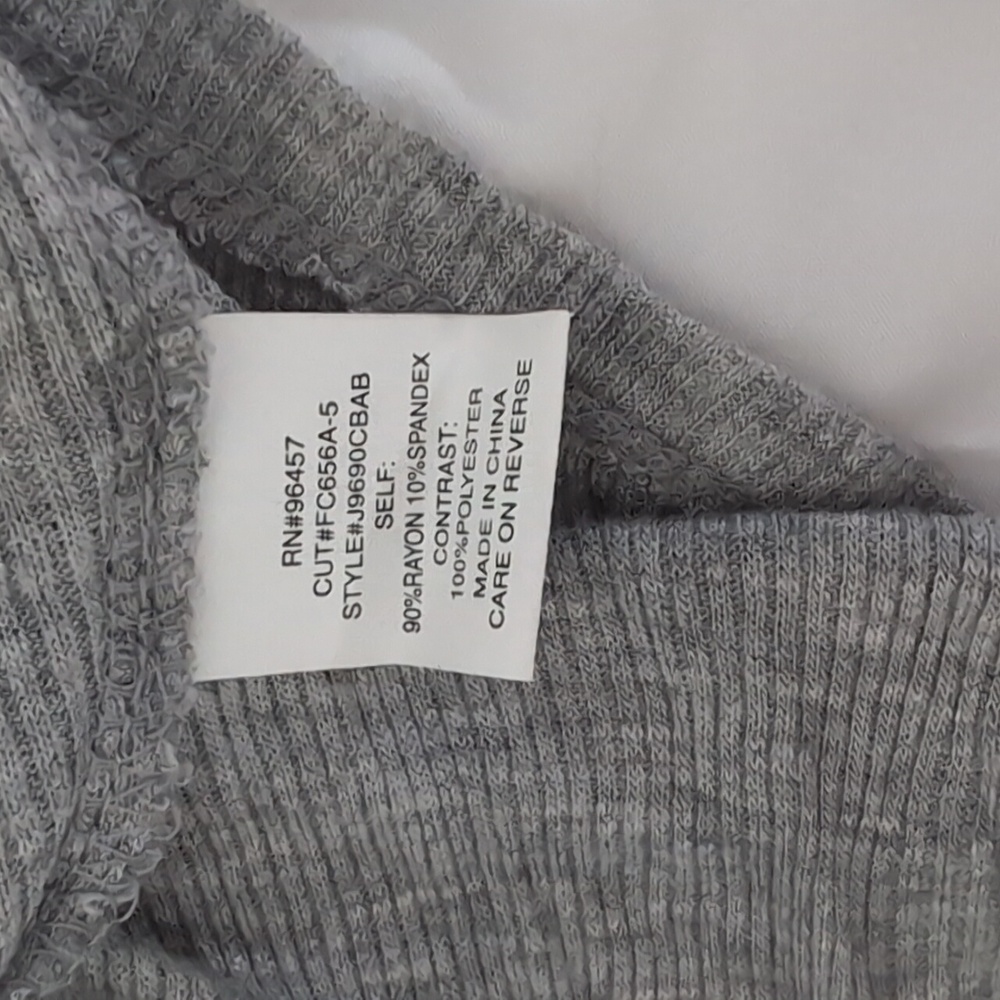 RN#96457
CUT#FC656A-5
STYLE#J9690CBAB
SELF:
90%RAYON 10%SPANDEX
CONTRAST:
100%POLYESTER
MADE IN CHINA
CARE ON REVERSE